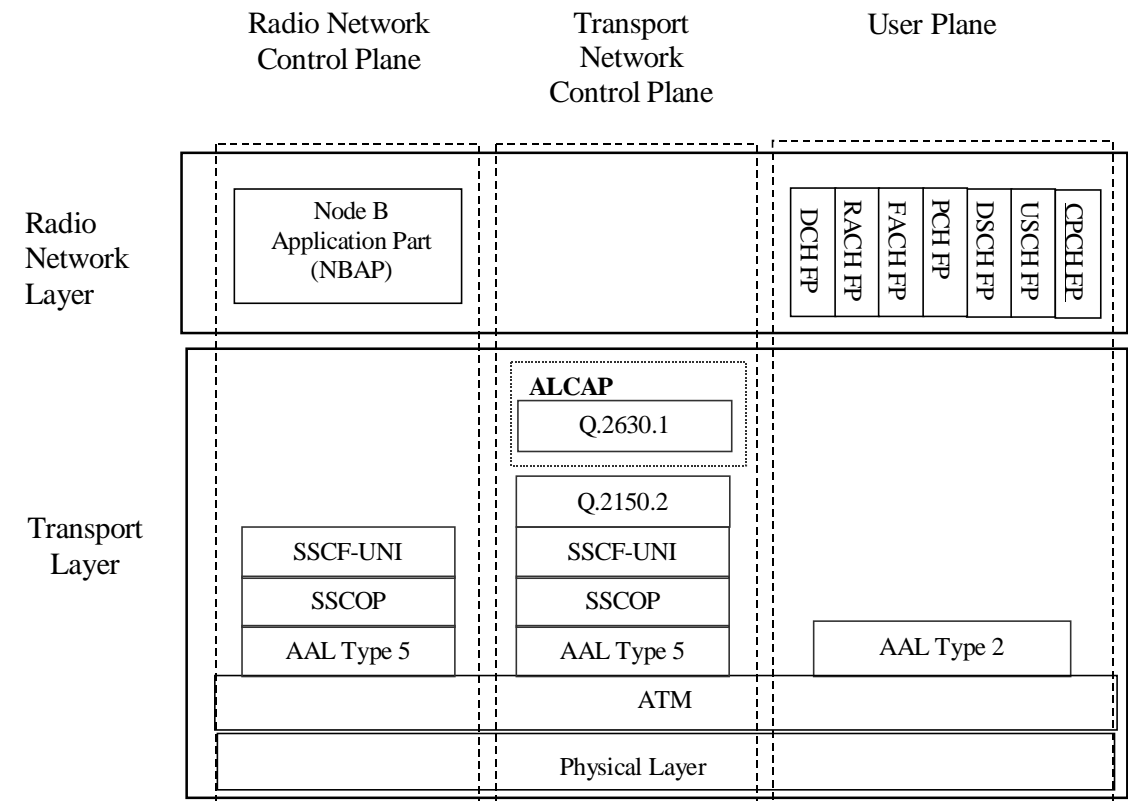 Radio Network
Control Plane
Transport
Network
Control Plane
User Plane
Radio
Network
Layer
Node B
Application Part
(NBAP)
DCH FP
RACH FP
FACH FP
PCH FP
DSCH FP
USCH FP
CPCH FP
Transport
Layer
ALCAP
Q.2630.1
Q.2150.2
SSCF-UNI
SSCF-UNI
SSCOP
SSCOP
AAL Type 5
AAL Type 5
AAL Type 2
ATM
Physical Layer